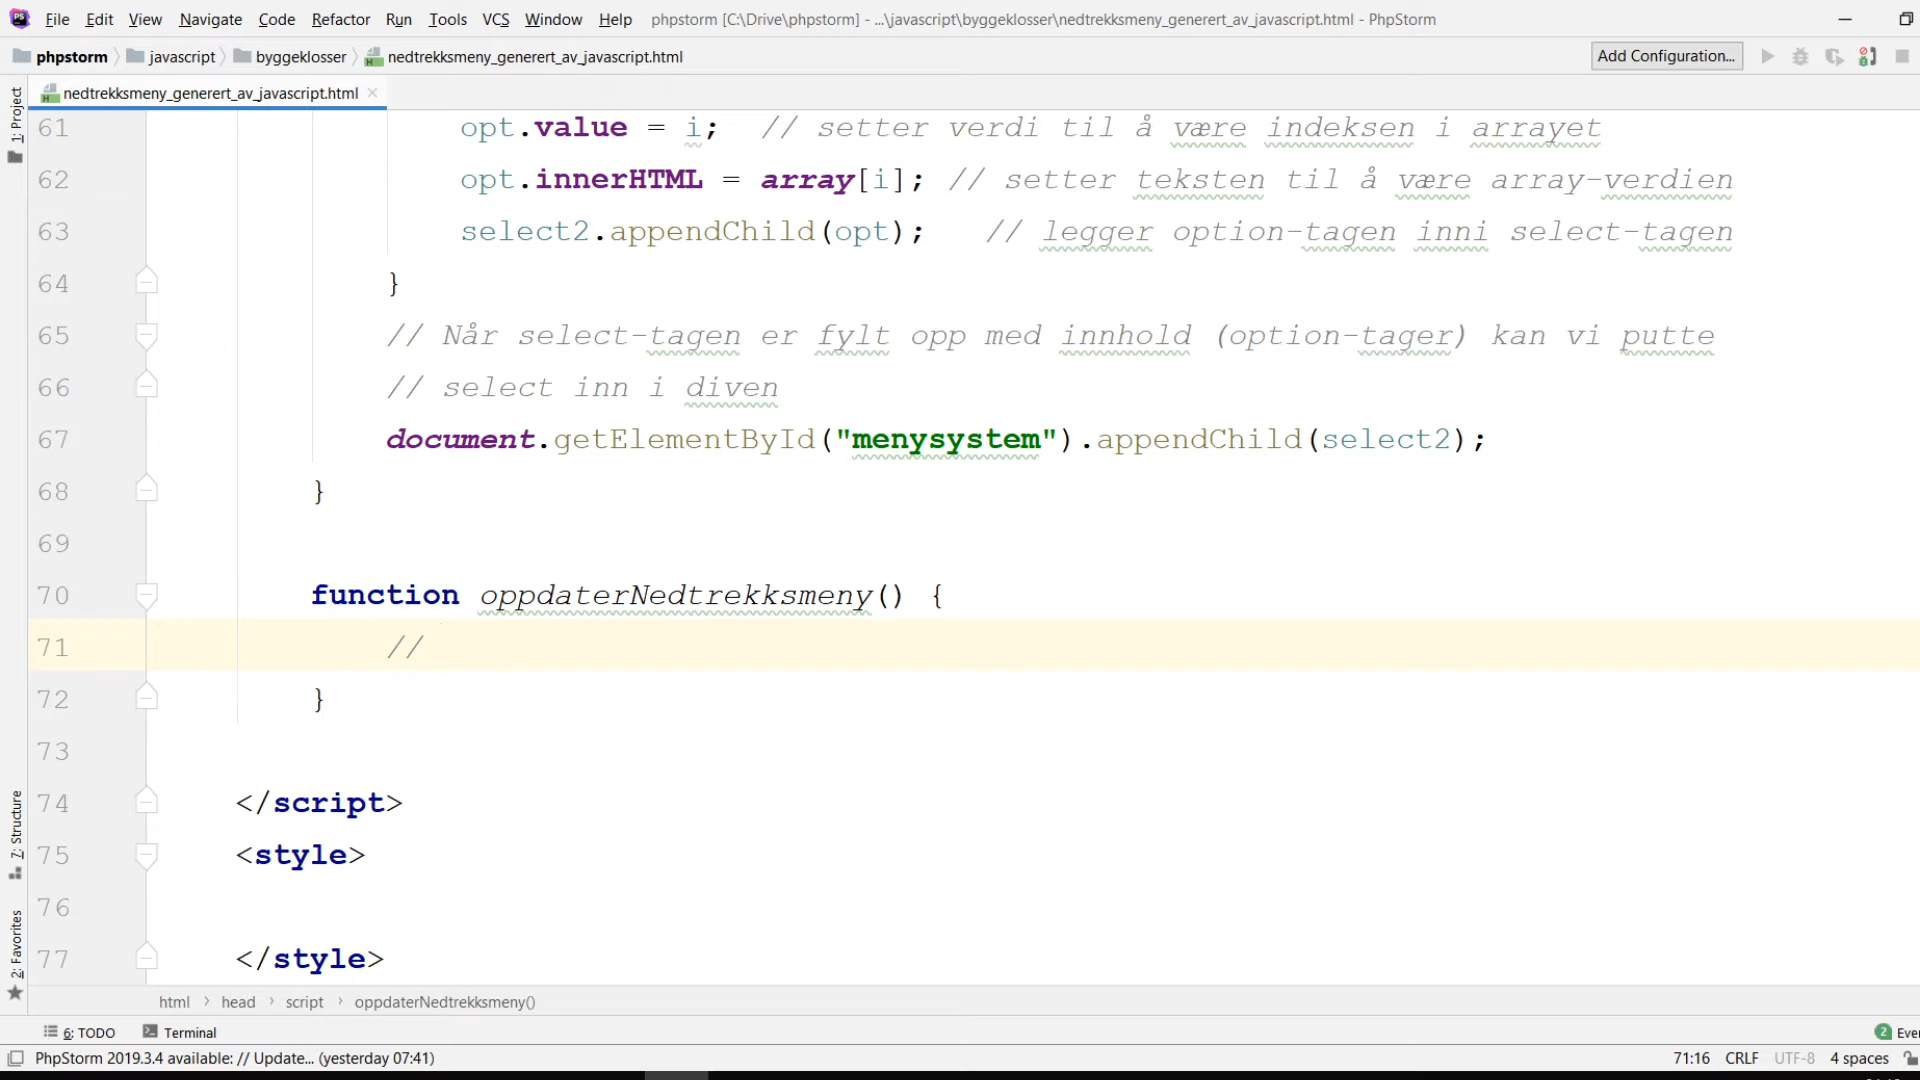 File Edit View Navigate Code Refactor Run Tools VCS Window Help phpstorm [C:\Drive\phpstorm] - ...\javascript\byggeklosser\nedtrekksmeny_generert_av_javascript.html - PhpStorm
phpstorm javascript byggeklosser nedtrekksmeny_generert_av_javascript.html Add Configuration...
nedtrekksmeny_generert_av_javascript.html
1: Project
61 opt.value = i; // setter verdi til å være indeksen i arrayet
62 opt.innerHTML = array[i]; // setter teksten til å være array-verdien
63 select2.appendChild(opt); // legger option-tagen inni select-tagen
64 }
65 // Når select-tagen er fylt opp med innhold (option-tager) kan vi putte
66 // select inn i diven
67 document.getElementById("menysystem").appendChild(select2);
68 }
69
70 function oppdaterNedtrekksmeny() {
71 //
72 }
73
74 </script>
75 <style>
76
77 </style>
7: Structure
2: Favorites
html head script oppdaterNedtrekksmeny()
6: TODO Terminal 2 Eve
PhpStorm 2019.3.4 available: // Update... (yesterday 07:41) 71:16 CRLF UTF-8 4 spaces